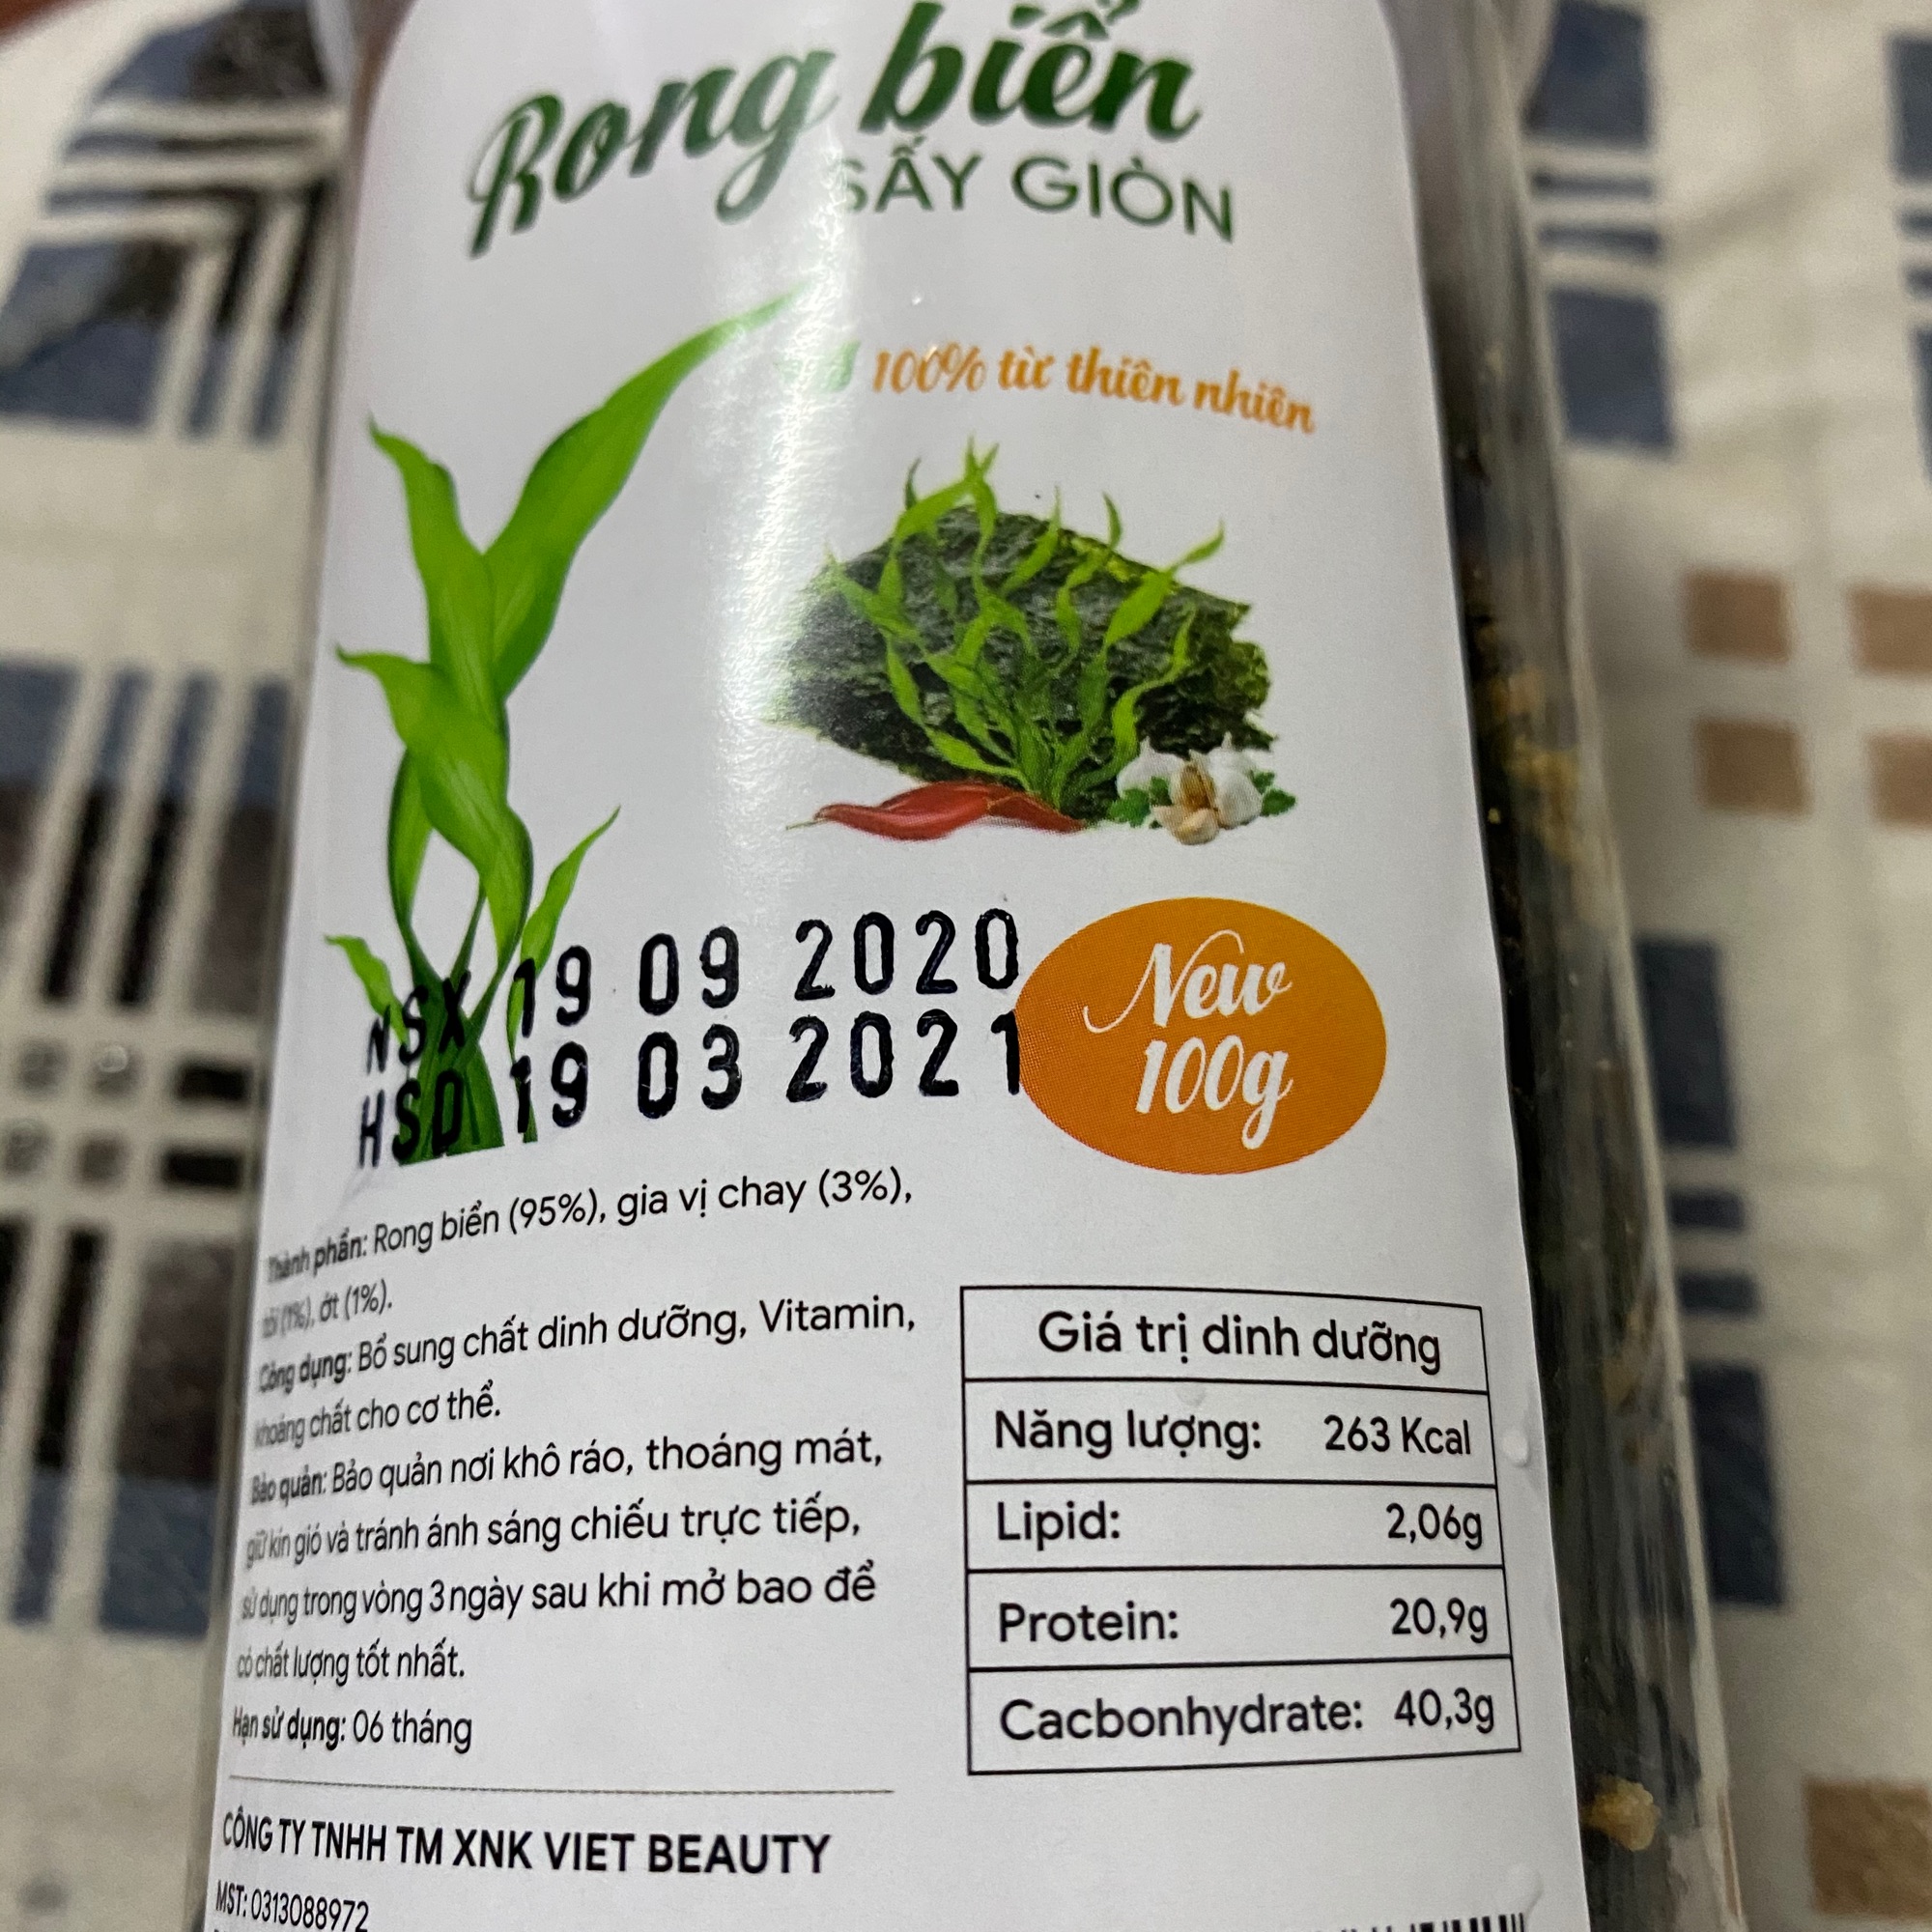 Rong biển
SẤY GIÒN
100% từ thiên nhiên
NSX 19 09 2020
HSD 19 03 2021
New
100g
Thành phần: Rong biển (95%), gia vị chay (3%),
tỏi (1%), ớt (1%).
Công dụng: Bổ sung chất dinh dưỡng, Vitamin,
khoáng chất cho cơ thể.
Bảo quản: Bảo quản nơi khô ráo, thoáng mát,
giữ kín gió và tránh ánh sáng chiếu trực tiếp,
sử dụng trong vòng 3 ngày sau khi mở bao để
có chất lượng tốt nhất.
Hạn sử dụng: 06 tháng
Giá trị dinh dưỡng
Năng lượng: 263 Kcal
Lipid: 2,06g
Protein: 20,9g
Cacbonhydrate: 40,3g
CÔNG TY TNHH TM XNK VIET BEAUTY
MST: 0313088972